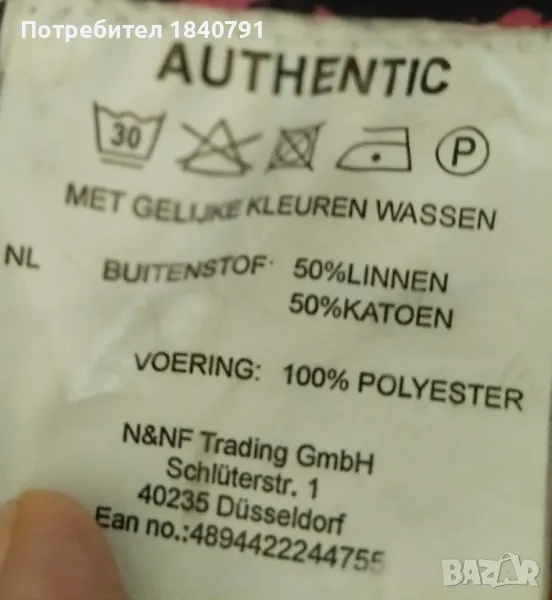 Потребител 1840791
AUTHENTIC
30 P
MET GELIJKE KLEUREN WASSEN
NL BUITENSTOF: 50%LINNEN
50%KATOEN
VOERING: 100% POLYESTER
N&NF Trading GmbH
Schlüterstr. 1
40235 Düsseldorf
Ean no.:4894422244755
BAZAR